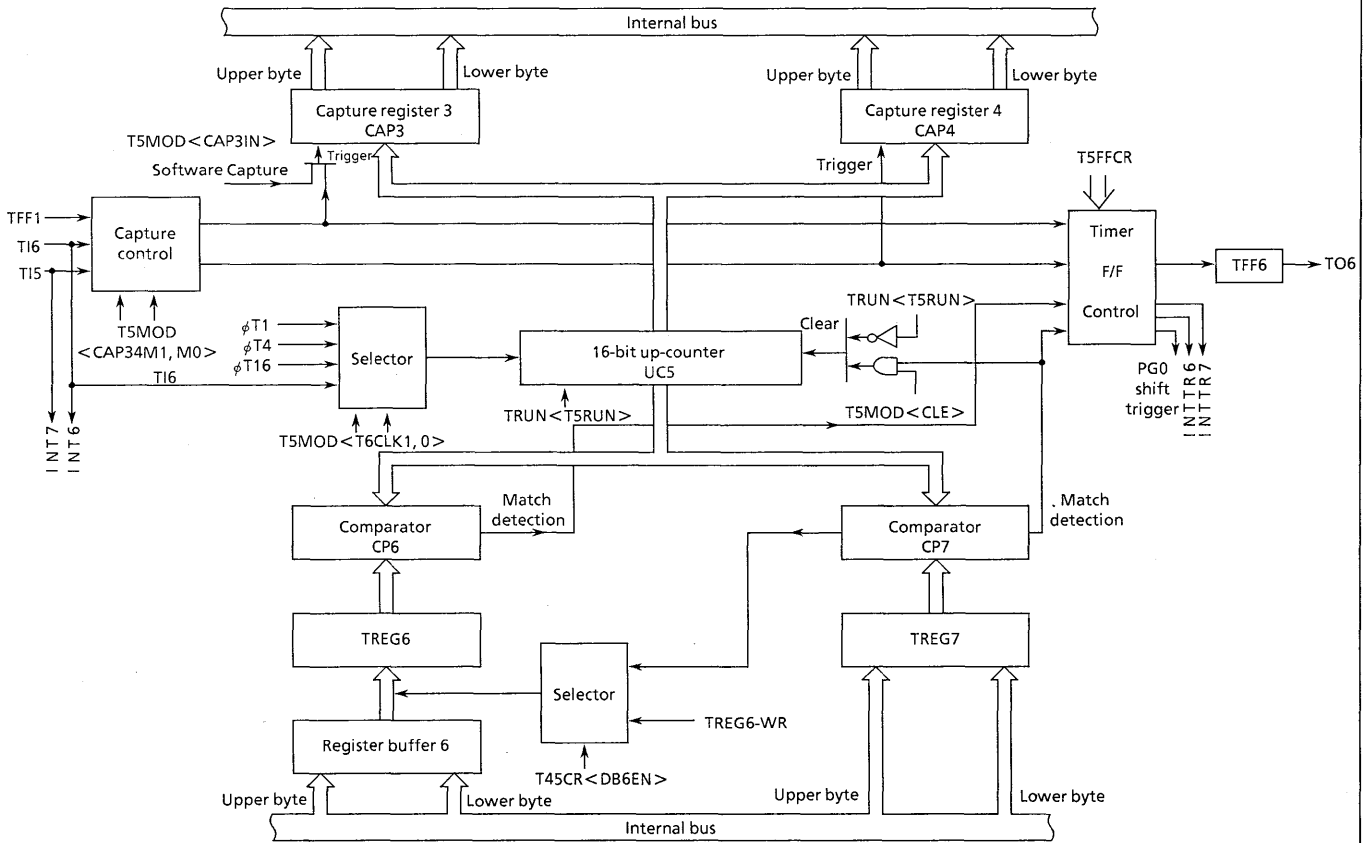 Internal bus
Upper byte
Lower byte
Upper byte
Lower byte
Capture register 3
CAP3
Capture register 4
CAP4
T5MOD<CAP3IN>
Trigger
Software Capture
Trigger
T5FFCR
TFF1
TI6
TI5
Capture
control
Timer
F/F
Control
TFF6
TO6
T5MOD
<CAP34M1, M0>
ϕT1
ϕT4
ϕT16
TI6
Selector
16-bit up-counter
UC5
Clear
TRUN<T5RUN>
T5MOD<CLE>
PG0
shift
trigger
INTTR6
INTTR7
INT7
INT6
TRUN<T5RUN>
T5MOD<T6CLK1, 0>
Match
detection
Match
detection
Comparator
CP6
Comparator
CP7
TREG6
TREG7
Selector
TREG6-WR
Register buffer 6
T45CR<DB6EN>
Upper byte
Lower byte
Upper byte
Lower byte
Internal bus